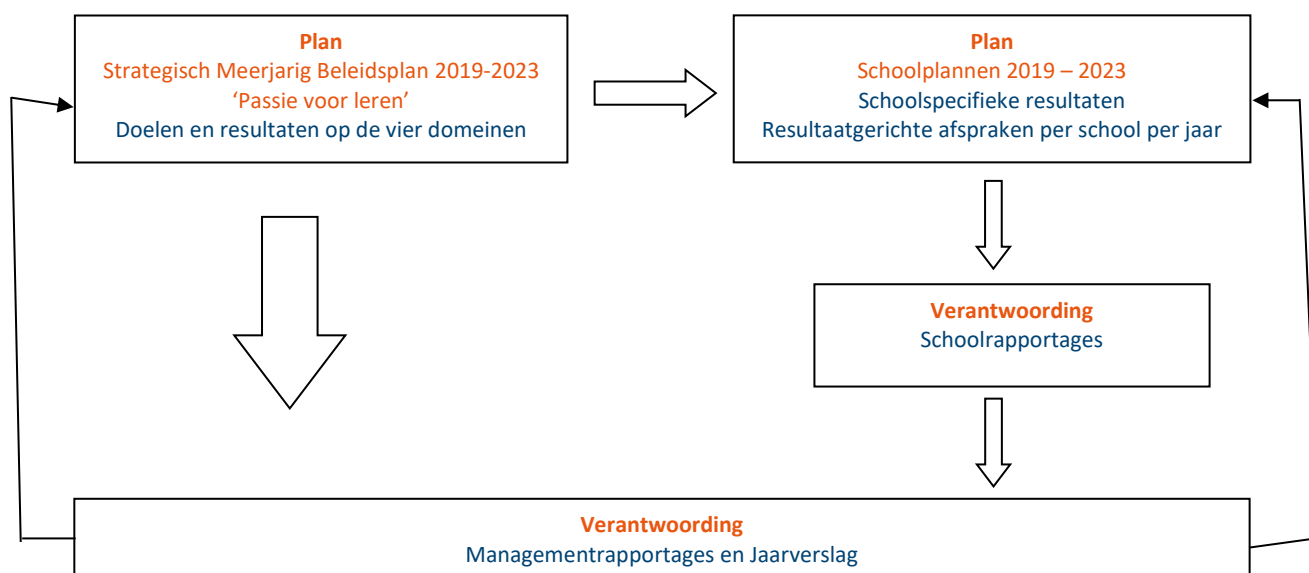 Plan
Strategisch Meerjarig Beleidsplan 2019-2023
‘Passie voor leren’
Doelen en resultaten op de vier domeinen
Plan
Schoolplannen 2019 – 2023
Schoolspecifieke resultaten
Resultaatgerichte afspraken per school per jaar
Verantwoording
Schoolrapportages
Verantwoording
Managementrapportages en Jaarverslag